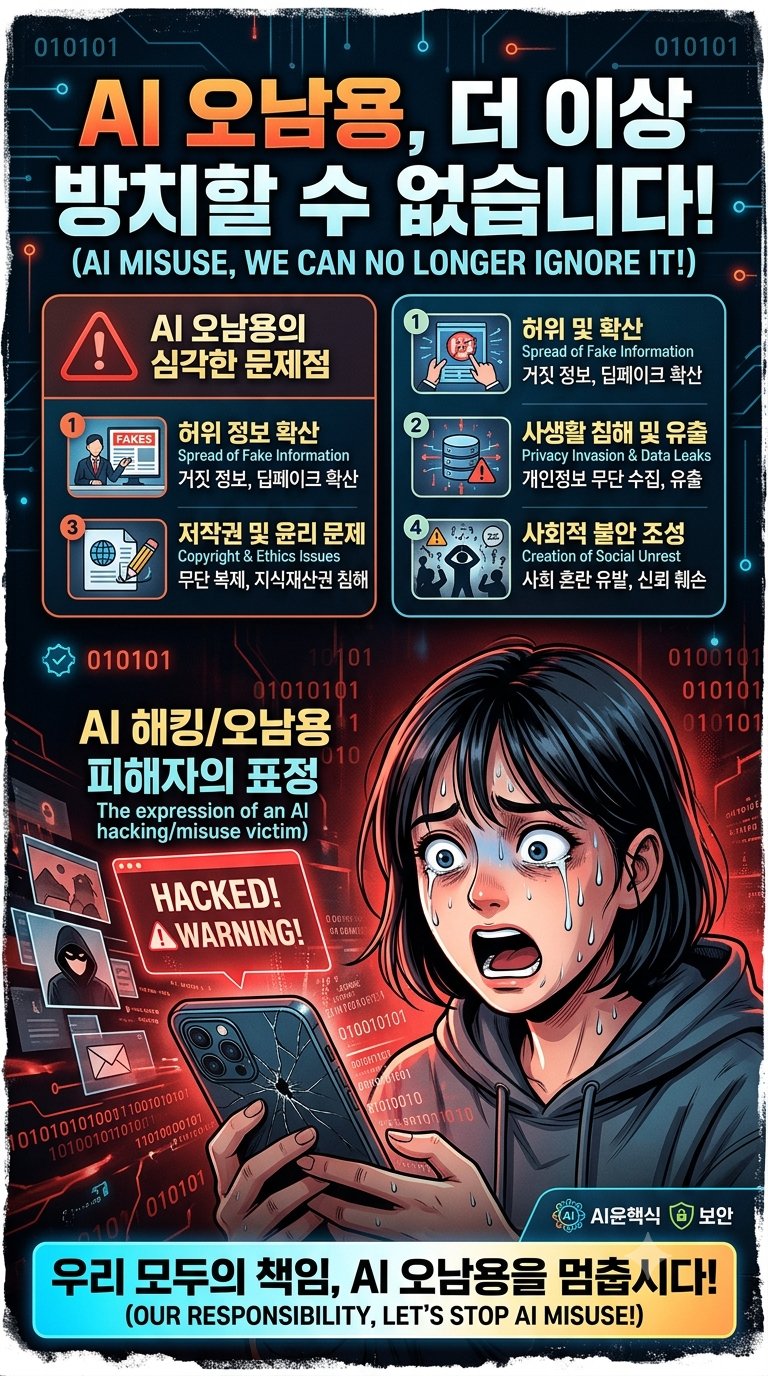 010101
010101
AI 오남용, 더 이상
방치할 수 없습니다!
(AI MISUSE, WE CAN NO LONGER IGNORE IT!)
AI 오남용의
심각한 문제점
1
FAKES
허위 정보 확산
Spread of Fake Information
거짓 정보, 딥페이크 확산
3
저작권 및 윤리 문제
Copyright & Ethics Issues
무단 복제, 지식재산권 침해
1
허위 및 확산
Spread of Fake Information
거짓 정보, 딥페이크 확산
2
사생활 침해 및 유출
Privacy Invasion & Data Leaks
개인정보 무단 수집, 유출
4
사회적 불안 조성
Creation of Social Unrest
사회 혼란 유발, 신뢰 훼손
010101
01010101
010101
010101
AI 해킹/오남용
피해자의 표정
The expression of an AI
hacking/misuse victim)
HACKED!
WARNING!
010010101
010101
AI
AI윤핵식
보안
우리 모두의 책임, AI 오남용을 멈춥시다!
(OUR RESPONSIBILITY, LET'S STOP AI MISUSE!)